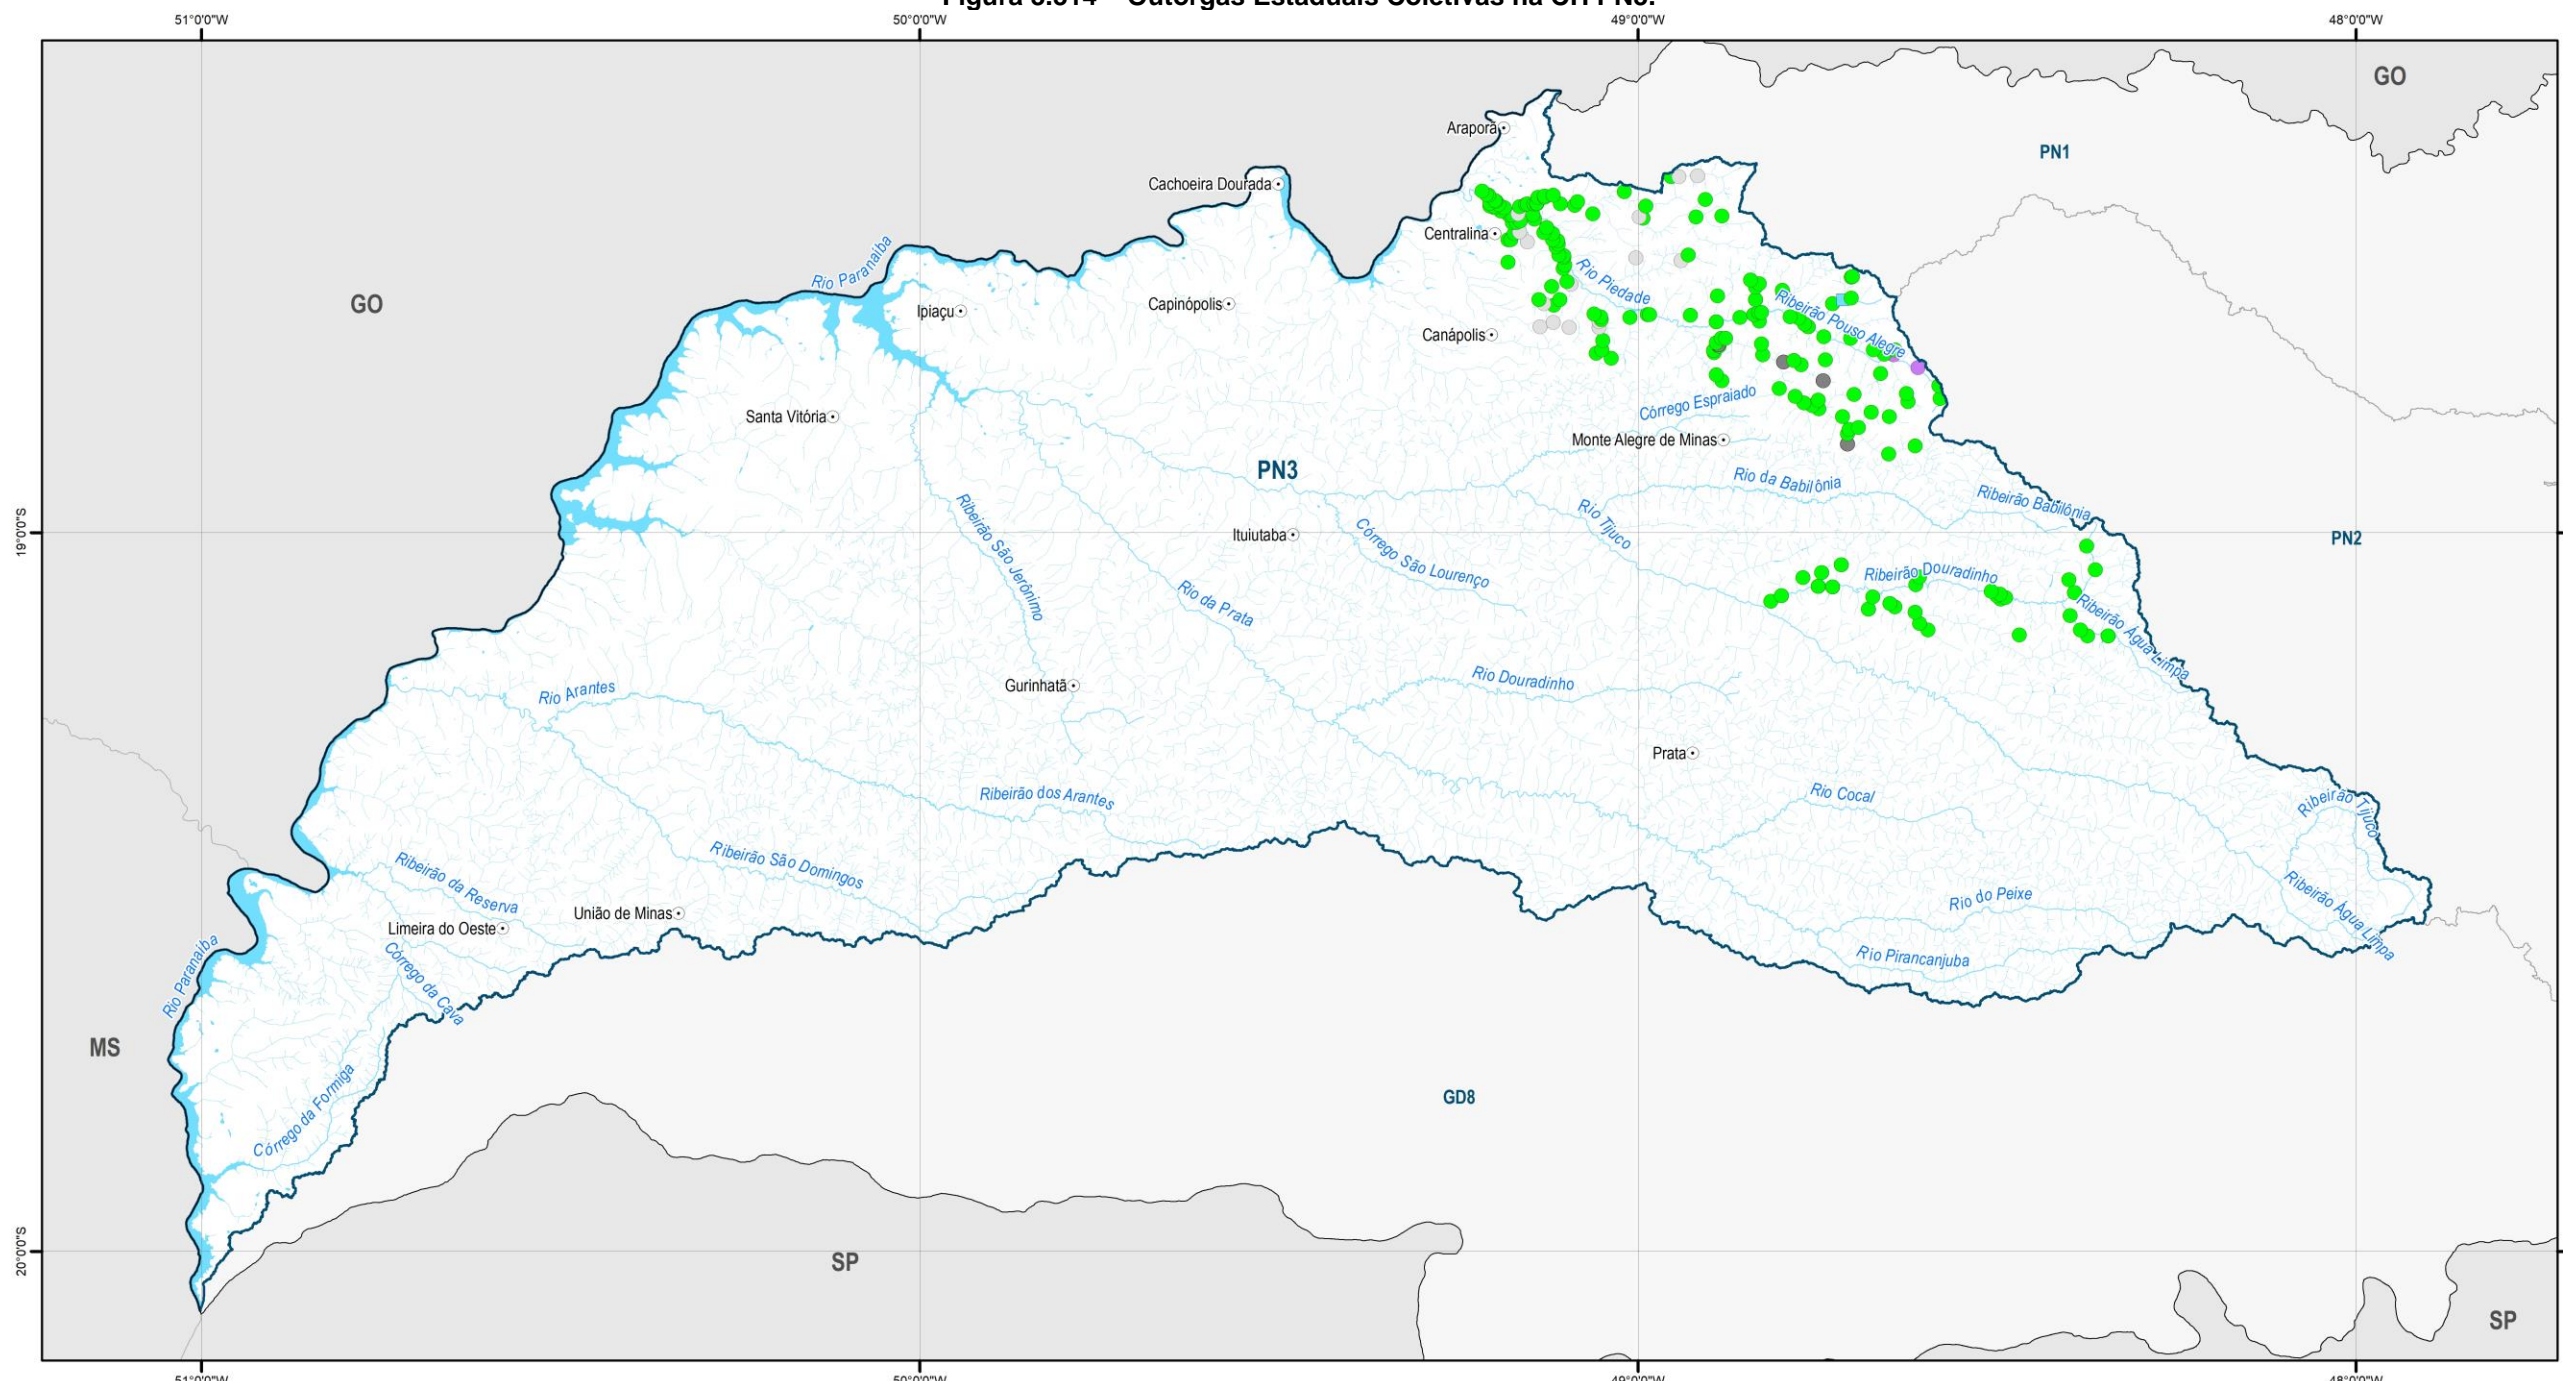 51°0'0"W
50°0'0"W
49°0'0"W
48°0'0"W
GO
Araporã
PN1
Cachoeira Dourada
Centralina
Rio Paranaíba
GO
Ipiaçu
Capinópolis
Rio Piedade
Ribeirão Pouso Alegre
Canápolis
Santa Vitória
Córrego Espraiado
Monte Alegre de Minas
PN3
Rio da Babilônia
Ribeirão Babilônia
Ribeirão São Jerônimo
Rio Tijuco
19°0'0"S
Ituiutaba
Córrego São Lourenço
PN2
Ribeirão Douradinho
Rio da Prata
Ribeirão Água Limpa
Rio Arantes
Gurinhatã
Rio Douradinho
Prata
Ribeirão dos Arantes
Rio Cocal
Ribeirão Tijuco
Ribeirão São Domingos
Ribeirão da Reserva
União de Minas
Rio do Peixe
Ribeirão Água Limpa
Limeira do Oeste
Rio Paranaíba
Córrego da Cava
Rio Pirancanjuba
MS
GD8
Córrego da Formiga
20°0'0"S
SP
SP
51°0'0"W
50°0'0"W
49°0'0"W
48°0'0"W